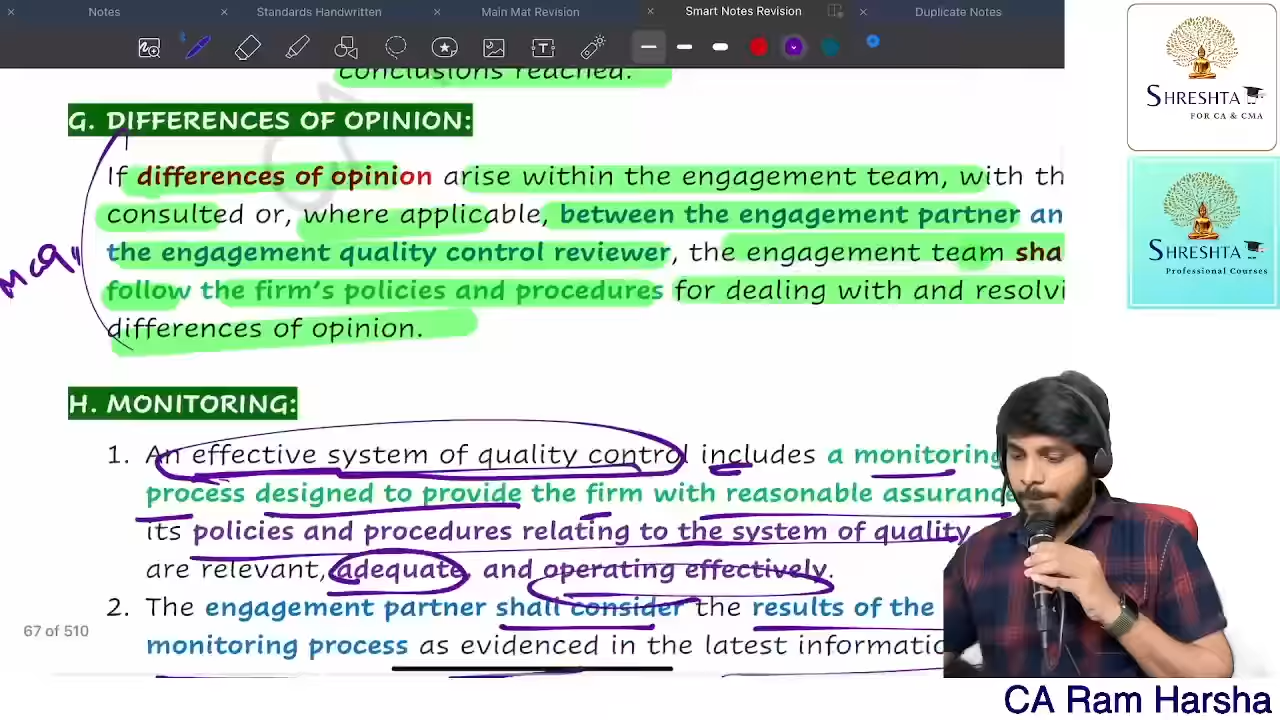 Notes
Standards Handwritten
Main Mat Revision
Smart Notes Revision
Duplicate Notes
conclusions reached.
G. DIFFERENCES OF OPINION:
If differences of opinion arise within the engagement team, with th
consulted or, where applicable, between the engagement partner an
the engagement quality control reviewer, the engagement team sha
follow the firm's policies and procedures for dealing with and resolvi
differences of opinion.
Mcq
H. MONITORING:
1. An effective system of quality control includes a monitoring
process designed to provide the firm with reasonable assurance
its policies and procedures relating to the system of quality
are relevant, adequate, and operating effectively.
2. The engagement partner shall consider the results of the
monitoring process as evidenced in the latest informatio
67 of 510
SHRESHTA
FOR CA & CMA
SHRESHTA
Professional Courses
CA Ram Harsha